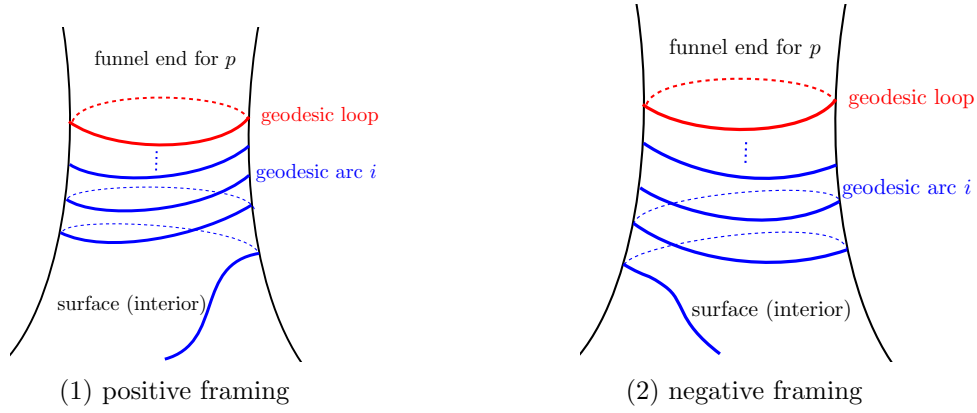 funnel end for p
geodesic loop
geodesic arc i
surface (interior)
(1) positive framing
funnel end for p
geodesic loop
geodesic arc i
surface (interior)
(2) negative framing